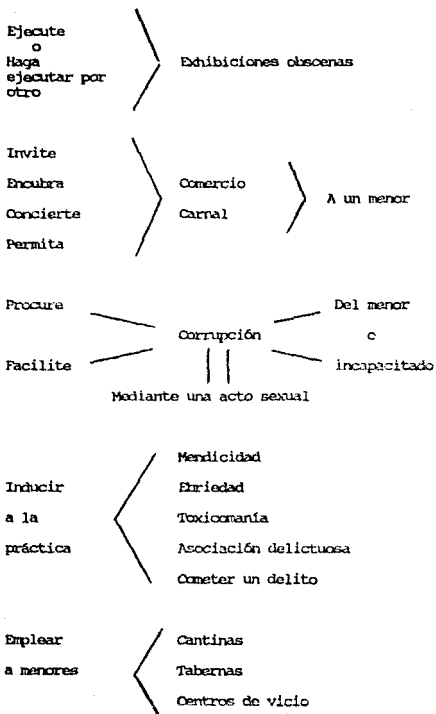 Ejecute
o
Haga
ejecutar por
otro
Exhibiciones obscenas
Invite
Encubra
Concierte
Permita
Comercio
Carnal
A un menor
Procure
Facilite
Corrupción
Del menor
o
incapacitado
Mediante una acto sexual
Inducir
a la
práctica
Mendicidad
Ebriedad
Toxicomanía
Asociación delictuosa
Cometer un delito
Emplear
a menores
Cantinas
Tabernas
Centros de vicio